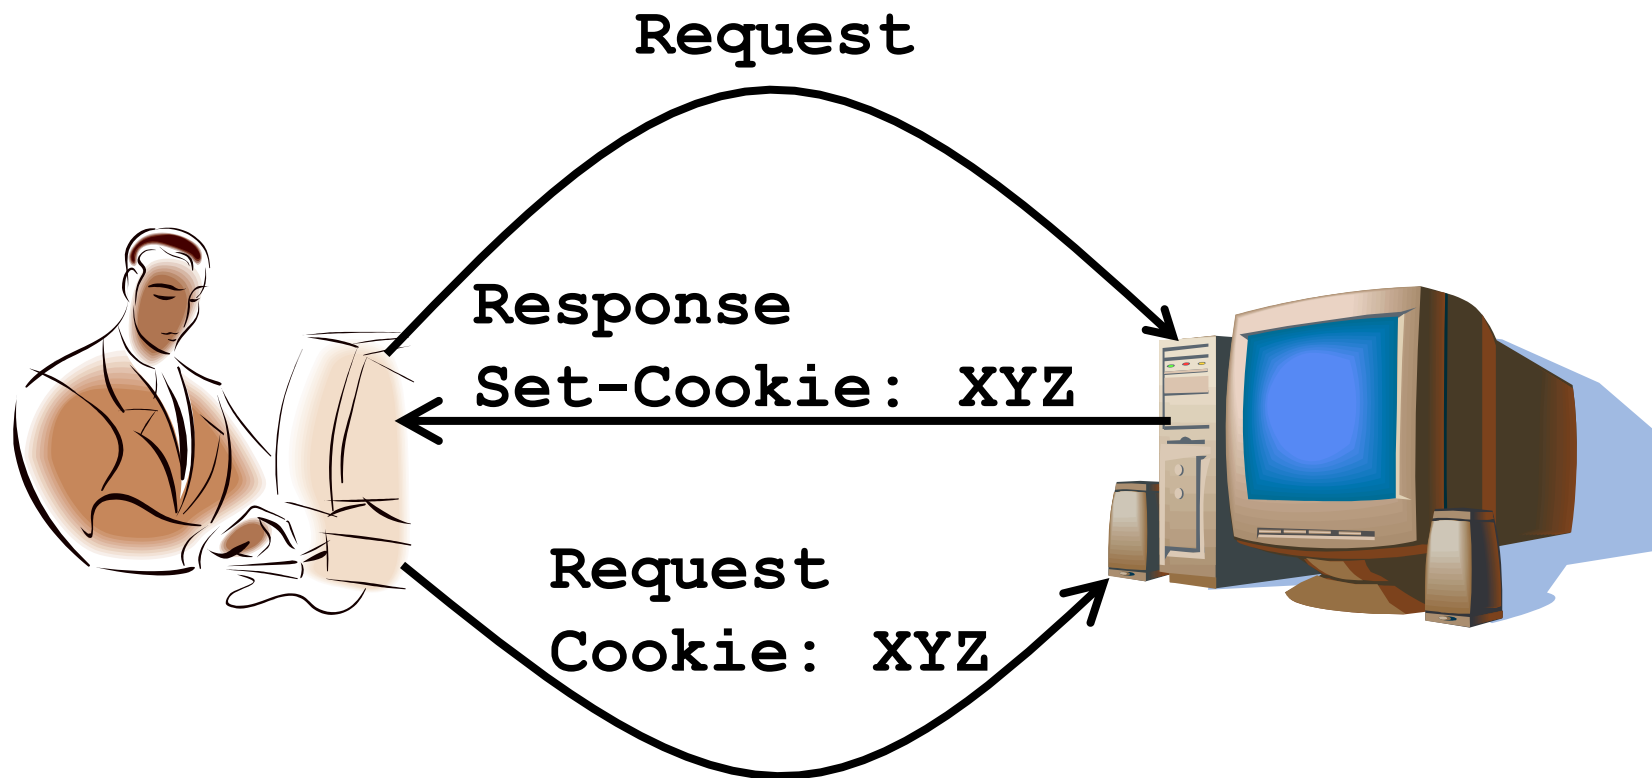 Request
Response
Set-Cookie: XYZ
Request
Cookie: XYZ